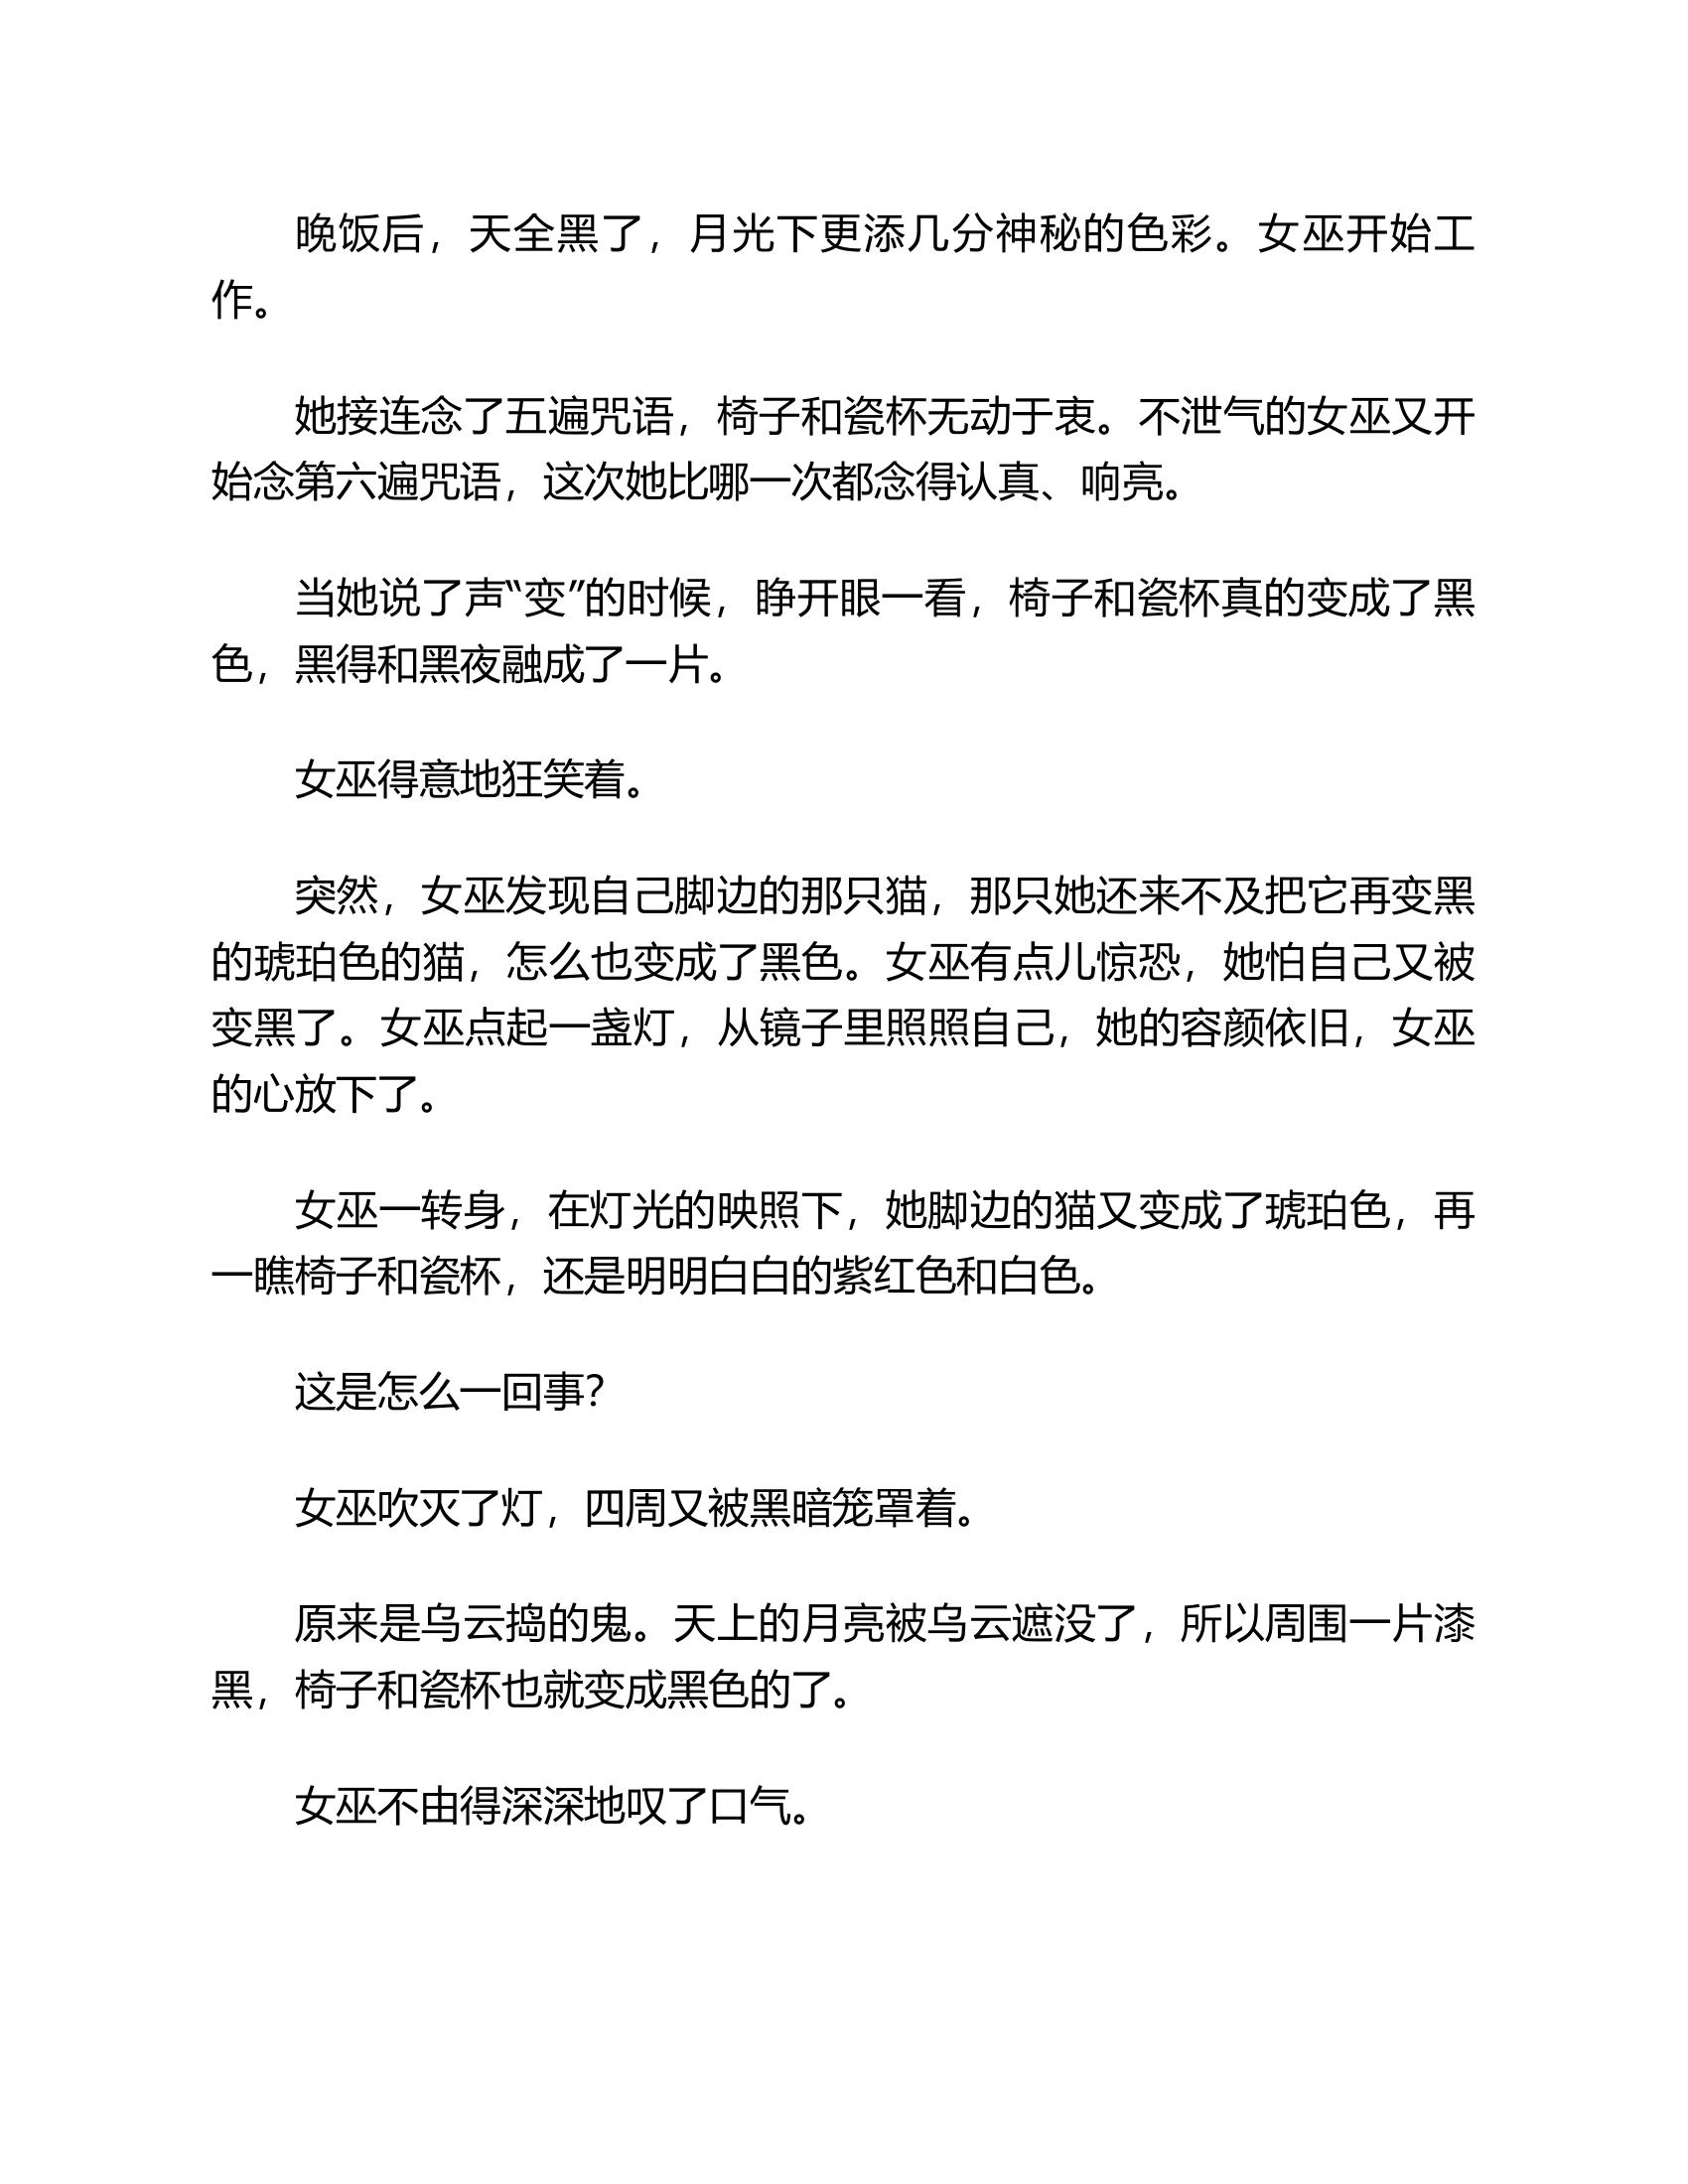 晚饭后，天全黑了，月光下更添几分神秘的色彩。女巫开始工
作。
她接连念了五遍咒语，椅子和瓷杯无动于衷。不泄气的女巫又开
始念第六遍咒语，这次她比哪一次都念得认真、响亮。
当她说了声“变”的时候，睁开眼一看，椅子和瓷杯真的变成了黑
色，黑得和黑夜融成了一片。
女巫得意地狂笑着。
突然，女巫发现自己脚边的那只猫，那只她还来不及把它再变黑
的琥珀色的猫，怎么也变成了黑色。女巫有点儿惊恐，她怕自己又被
变黑了。女巫点起一盏灯，从镜子里照照自己，她的容颜依旧，女巫
的心放下了。
女巫一转身，在灯光的映照下，她脚边的猫又变成了琥珀色，再
一瞧椅子和瓷杯，还是明明白白的紫红色和白色。
这是怎么一回事？
女巫吹灭了灯，四周又被黑暗笼罩着。
原来是乌云捣的鬼。天上的月亮被乌云遮没了，所以周围一片漆
黑，椅子和瓷杯也就变成黑色的了。
女巫不由得深深地叹了口气。